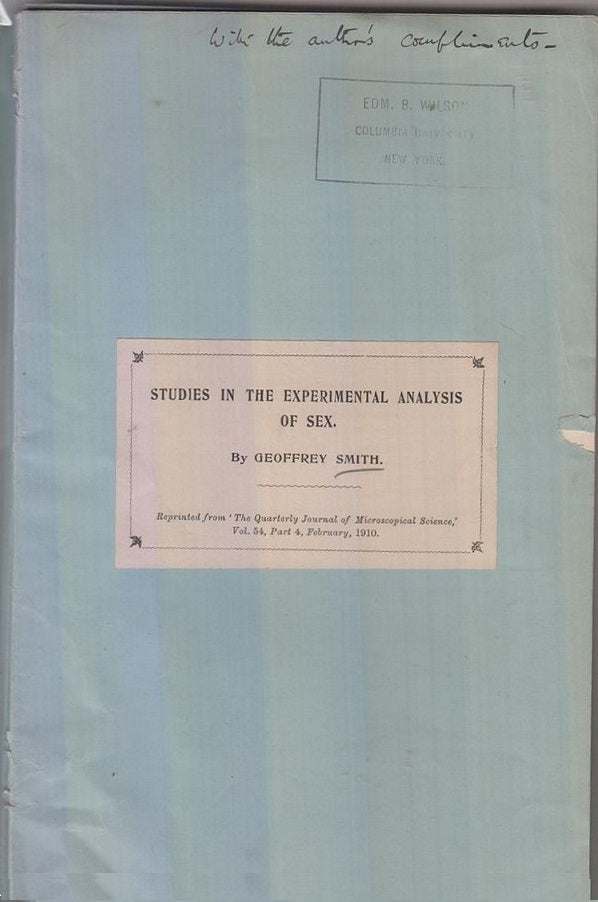 With the author's compliments –
EDM. B. WILSON
COLUMBIA UNIVERSITY
NEW YORK.
STUDIES IN THE EXPERIMENTAL ANALYSIS
OF SEX.
By GEOFFREY SMITH.
Reprinted from 'The Quarterly Journal of Microscopical Science,'
Vol. 54, Part 4, February, 1910.